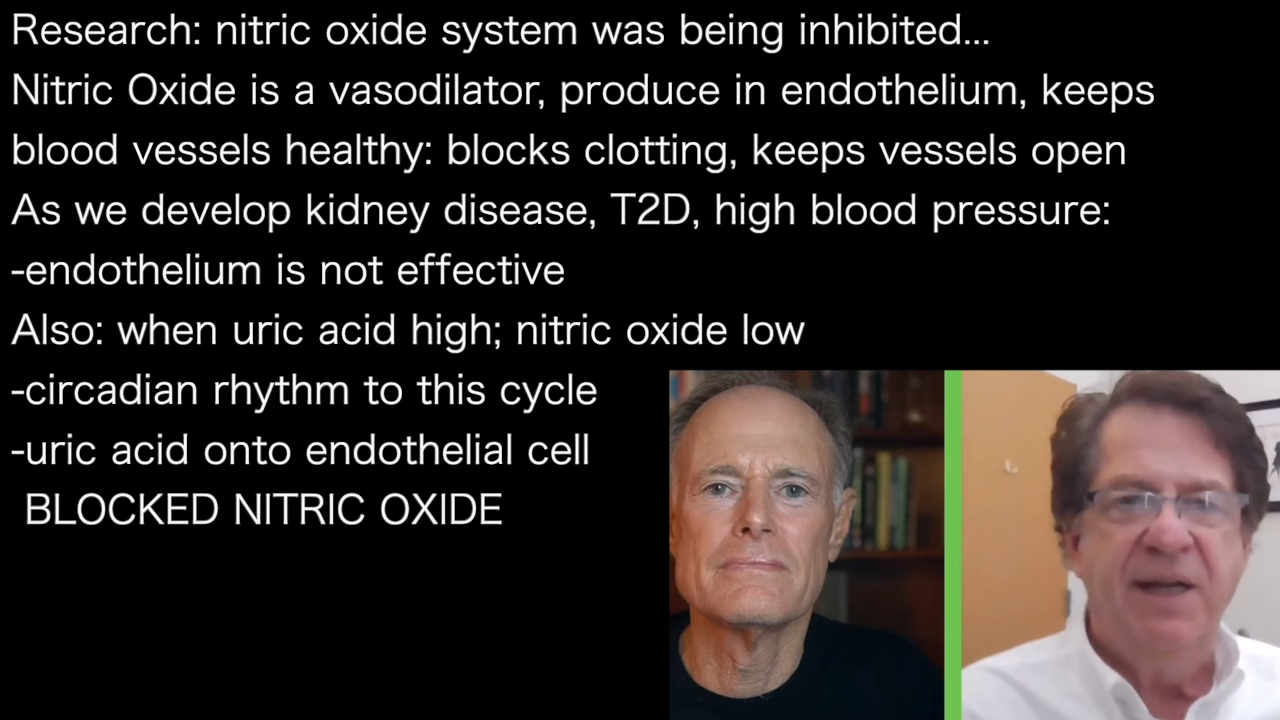 Research: nitric oxide system was being inhibited...
Nitric Oxide is a vasodilator, produce in endothelium, keeps
blood vessels healthy: blocks clotting, keeps vessels open
As we develop kidney disease, T2D, high blood pressure:
-endothelium is not effective
Also: when uric acid high; nitric oxide low
-circadian rhythm to this cycle
-uric acid onto endothelial cell
BLOCKED NITRIC OXIDE